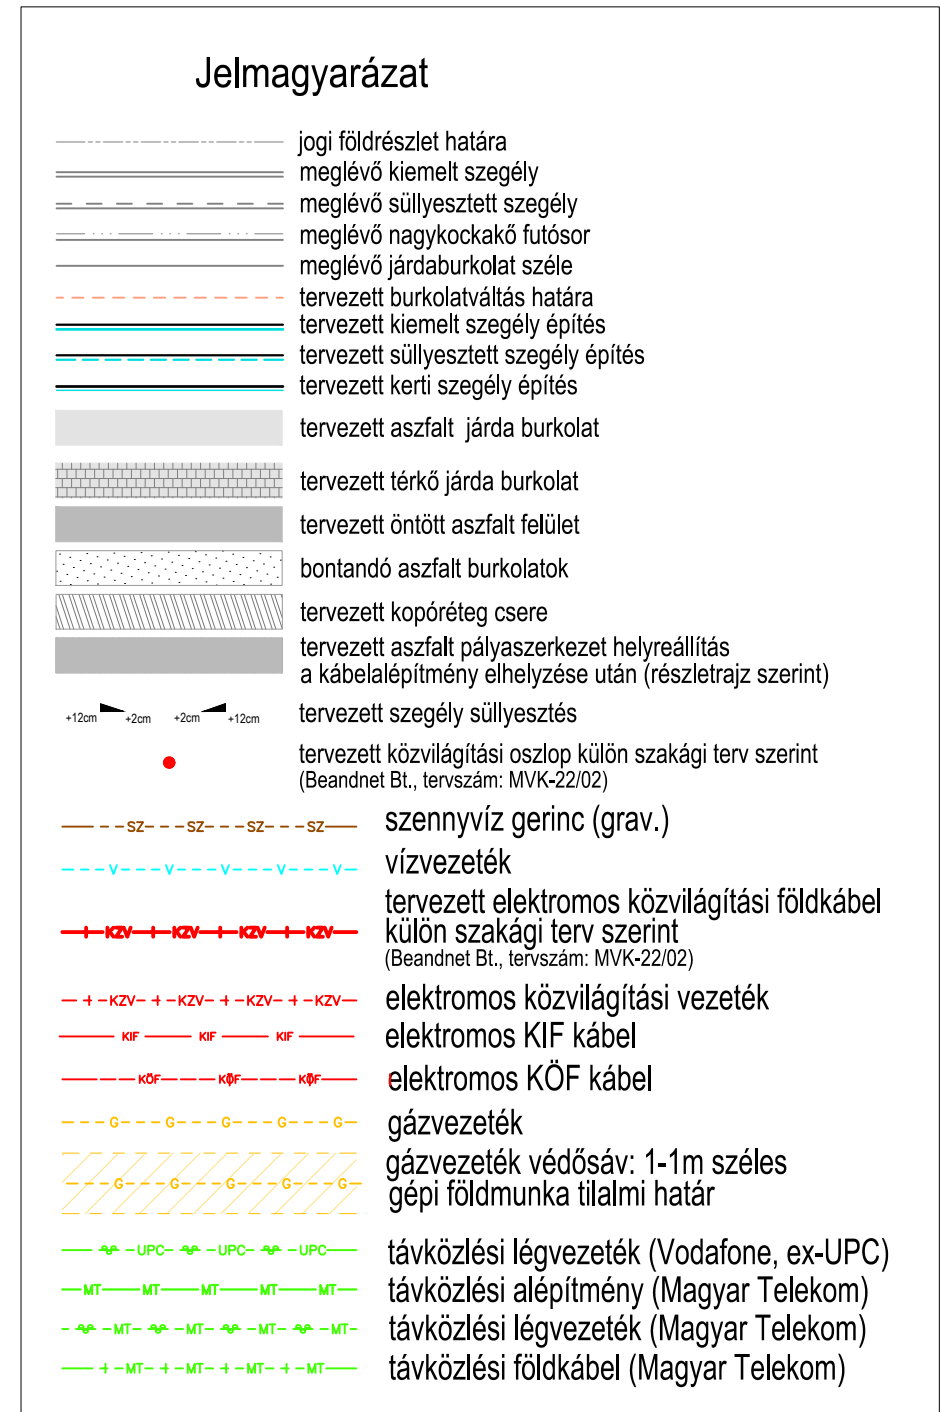 Jelmagyarázat
jogi földrészlet határa
meglévő kiemelt szegély
meglévő süllyesztett szegély
meglévő nagykockakő futósor
meglévő járdaburkolat széle
tervezett burkolatváltás határa
tervezett kiemelt szegély építés
tervezett süllyesztett szegély építés
tervezett kerti szegély építés
tervezett aszfalt járda burkolat
tervezett térkő járda burkolat
tervezett öntött aszfalt felület
bontandó aszfalt burkolatok
tervezett kopóréteg csere
tervezett aszfalt pályaszerkezet helyreállítás
a kábelalépítmény elhelyzése után (részletrajz szerint)
+12cm +2cm +2cm +12cm tervezett szegély süllyesztés
tervezett közvilágítási oszlop külön szakági terv szerint
(Beandnet Bt., tervszám: MVK-22/02)
SZ SZ SZ SZ szennyvíz gerinc (grav.)
V V V V V vízvezeték
tervezett elektromos közvilágítási földkábel
KZV KZV KZV KZV külön szakági terv szerint
(Beandnet Bt., tervszám: MVK-22/02)
KZV KZV KZV KZV elektromos közvilágítási vezeték
KIF KIF KIF elektromos KIF kábel
KÖF KÖF KÖF elektromos KÖF kábel
G G G G G gázvezeték
gázvezeték védősáv: 1-1m széles
G G G G G gépi földmunka tilalmi határ
UPC UPC UPC távközlési légvezeték (Vodafone, ex-UPC)
MT MT MT MT MT távközlési alépítmény (Magyar Telekom)
MT MT MT MT távközlési légvezeték (Magyar Telekom)
MT MT MT MT távközlési földkábel (Magyar Telekom)